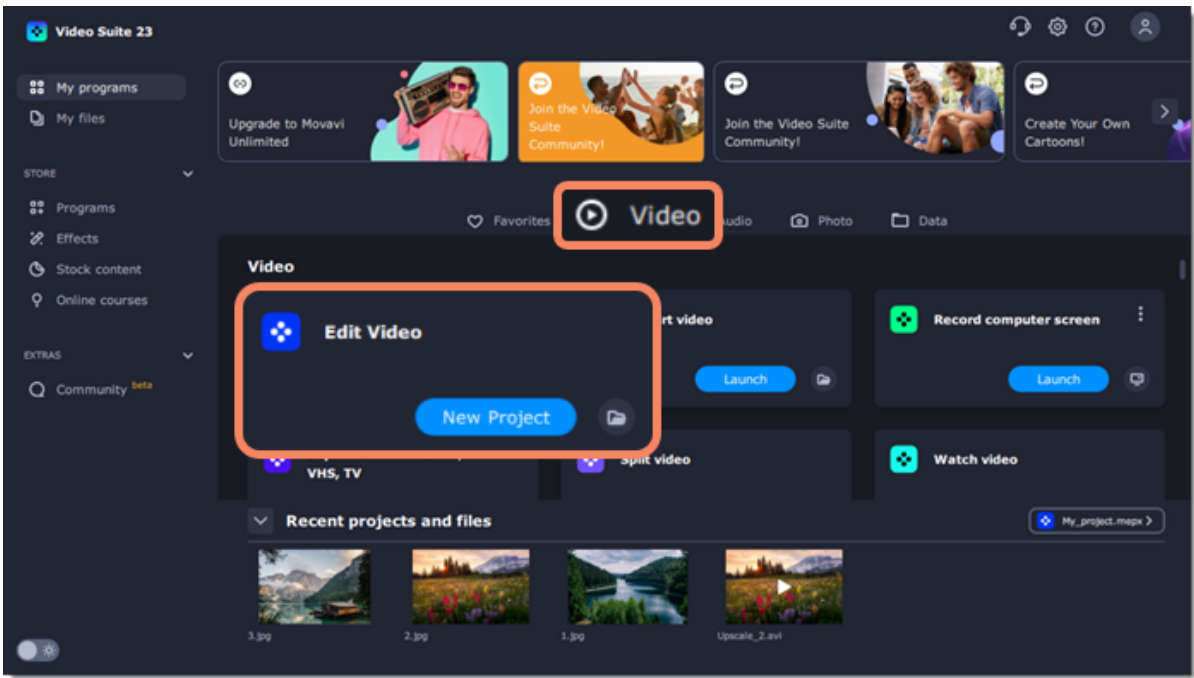 Video Suite 23
My programs
My files
STORE
Programs
Effects
Stock content
Online courses
EXTRAS
Community beta
Upgrade to Movavi
Unlimited
Join the Video
Suite
Community!
Join the Video Suite
Community!
Create Your Own
Cartoons!
Favorites
Video
Photo
Data
Video
Edit Video
New Project
video
Launch
Record computer screen
Launch
VHS, TV
Split video
Watch video
Recent projects and files
My_project.mepx
3.jpg
2.jpg
1.jpg
Upscale_2.avi